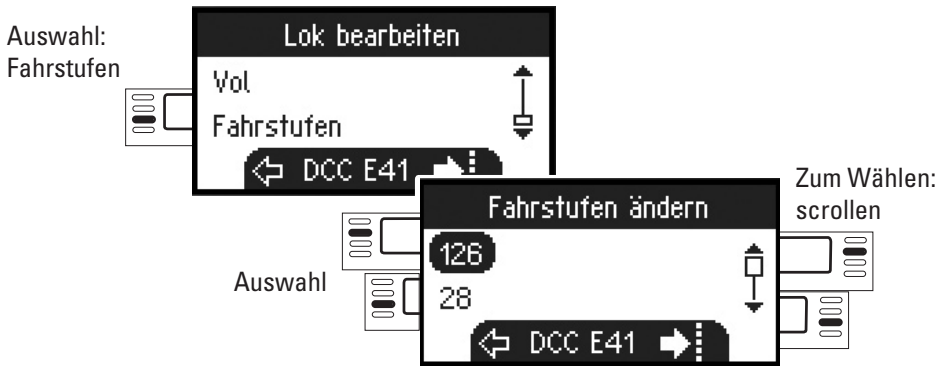 Auswahl:
Fahrstufen
Lok bearbeiten
Vol
Fahrstufen
DCC E41
Zum Wählen:
scrollen
Fahrstufen ändern
126
Auswahl
28
DCC E41